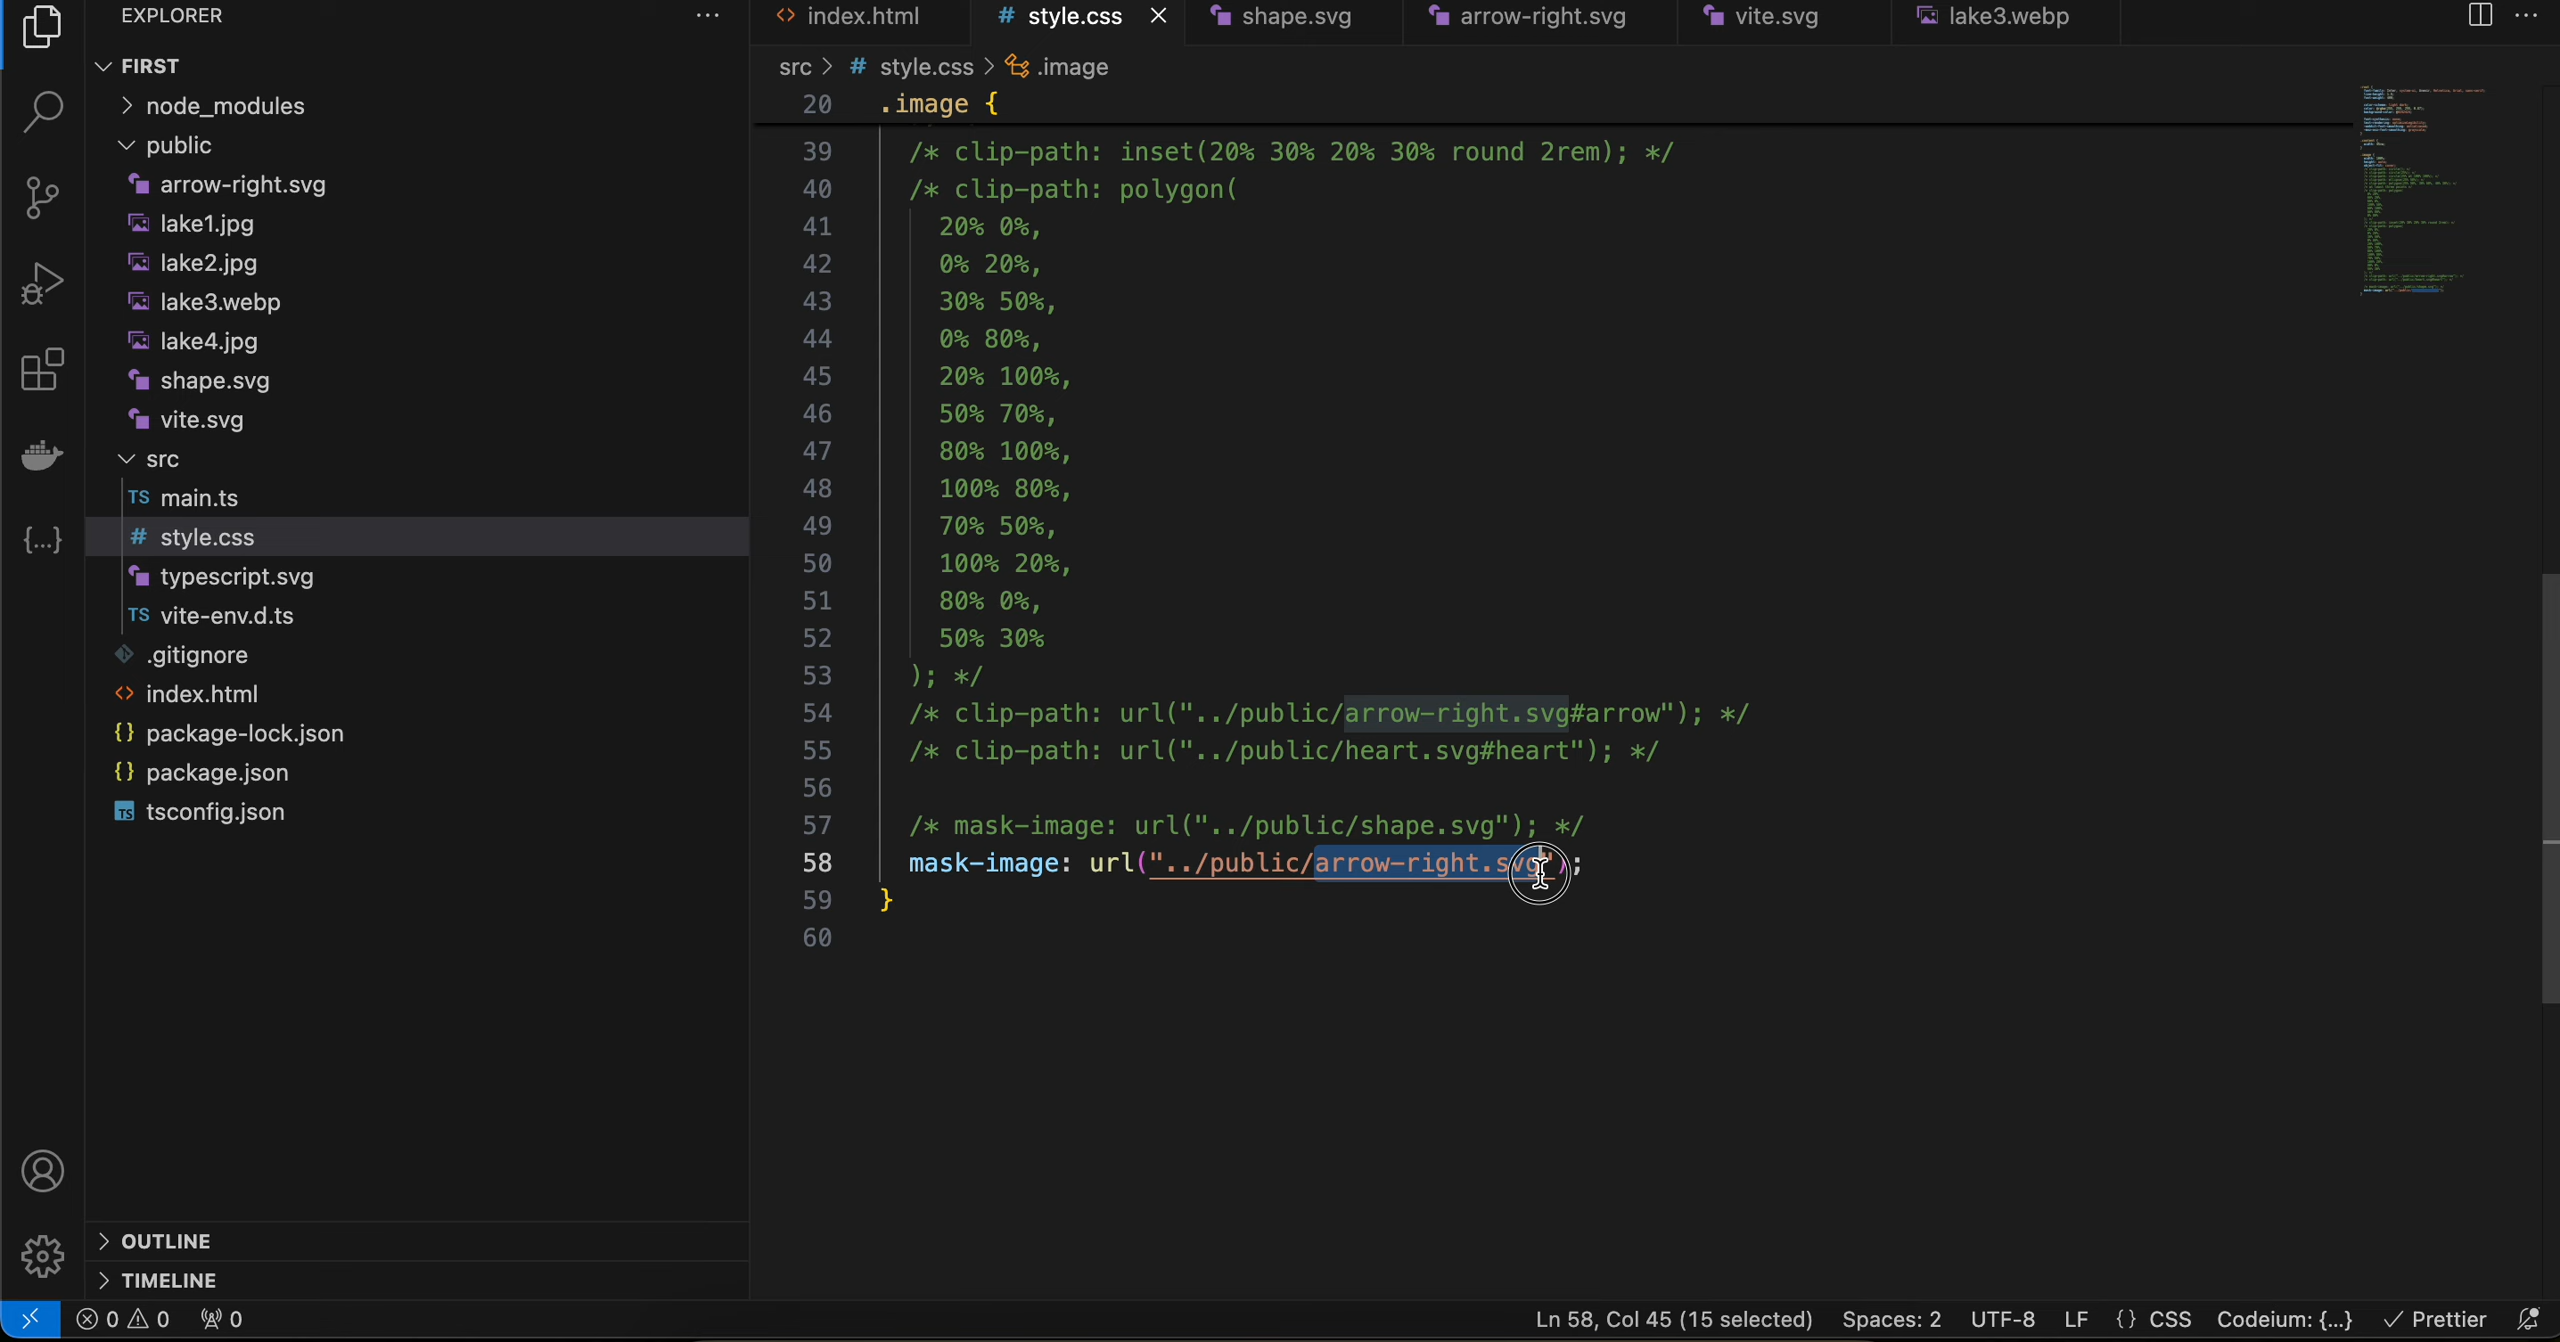 EXPLORER
FIRST
node_modules
public
arrow-right.svg
lake1.jpg
lake2.jpg
lake3.webp
lake4.jpg
shape.svg
vite.svg
src
TS main.ts
# style.css
typescript.svg
TS vite-env.d.ts
.gitignore
<> index.html
{} package-lock.json
{} package.json
TS tsconfig.json
OUTLINE
TIMELINE
<> index.html # style.css shape.svg arrow-right.svg vite.svg lake3.webp
src > # style.css > .image
20 .image {
39 /* clip-path: inset(20% 30% 20% 30% round 2rem); */
40 /* clip-path: polygon(
41 20% 0%,
42 0% 20%,
43 30% 50%,
44 0% 80%,
45 20% 100%,
46 50% 70%,
47 80% 100%,
48 100% 80%,
49 70% 50%,
50 100% 20%,
51 80% 0%,
52 50% 30%
53 ); */
54 /* clip-path: url("../public/arrow-right.svg#arrow"); */
55 /* clip-path: url("../public/heart.svg#heart"); */
56
57 /* mask-image: url("../public/shape.svg"); */
58 mask-image: url("../public/arrow-right.svg");
59 }
60
0 0 0 Ln 58, Col 45 (15 selected) Spaces: 2 UTF-8 LF {} CSS Codeium: {...} Prettier